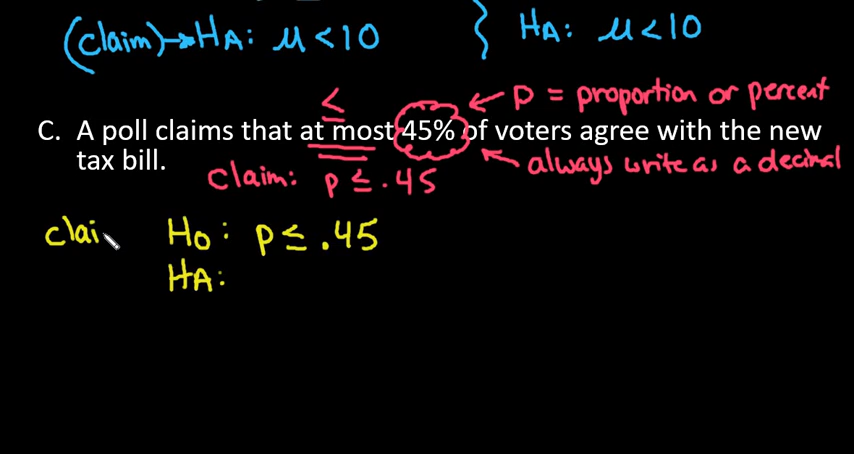 (claim)→HA: μ < 10 } HA: μ < 10
≤ ← p = proportion or percent
C. A poll claims that at most 45% of voters agree with the new
tax bill. always write as a decimal
claim: p ≤ .45
clai HO: p ≤ .45
HA: